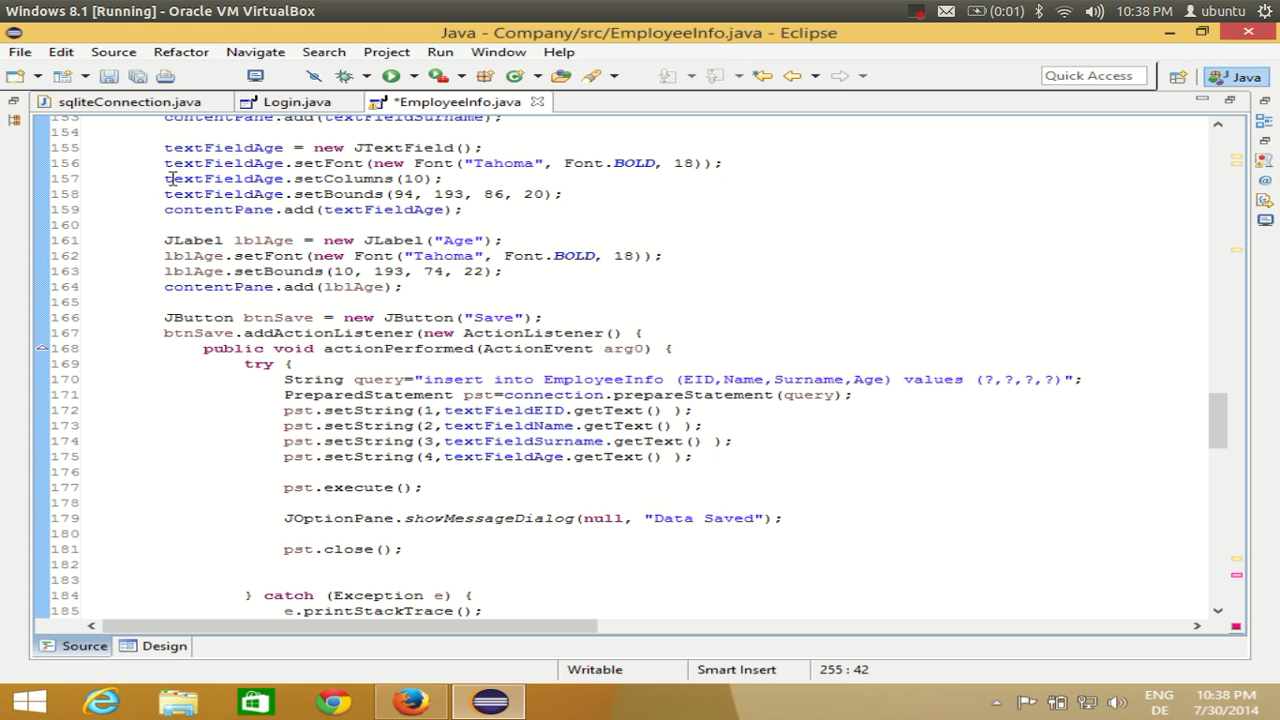 Windows 8.1 [Running] - Oracle VM VirtualBox
(0:01) 10:38 PM ubuntu
Java - Company/src/EmployeeInfo.java - Eclipse
File Edit Source Refactor Navigate Search Project Run Window Help
Quick Access Java
sqliteConnection.java Login.java *EmployeeInfo.java
153 contentPane.add(textFieldSurname);
154
155 textFieldAge = new JTextField();
156 textFieldAge.setFont(new Font("Tahoma", Font.BOLD, 18));
157 textFieldAge.setColumns(10);
158 textFieldAge.setBounds(94, 193, 86, 20);
159 contentPane.add(textFieldAge);
160
161 JLabel lblAge = new JLabel("Age");
162 lblAge.setFont(new Font("Tahoma", Font.BOLD, 18));
163 lblAge.setBounds(10, 193, 74, 22);
164 contentPane.add(lblAge);
165
166 JButton btnSave = new JButton("Save");
167 btnSave.addActionListener(new ActionListener() {
168 public void actionPerformed(ActionEvent arg0) {
169 try {
170 String query="insert into EmployeeInfo (EID,Name,Surname,Age) values (?,?,?,?)";
171 PreparedStatement pst=connection.prepareStatement(query);
172 pst.setString(1,textFieldEID.getText() );
173 pst.setString(2,textFieldName.getText() );
174 pst.setString(3,textFieldSurname.getText() );
175 pst.setString(4,textFieldAge.getText() );
176
177 pst.execute();
178
179 JOptionPane.showMessageDialog(null, "Data Saved");
180
181 pst.close();
182
183
184 } catch (Exception e) {
185 e.printStackTrace();
Source Design
Writable Smart Insert 255 : 42
ENG 10:38 PM
DE 7/30/2014